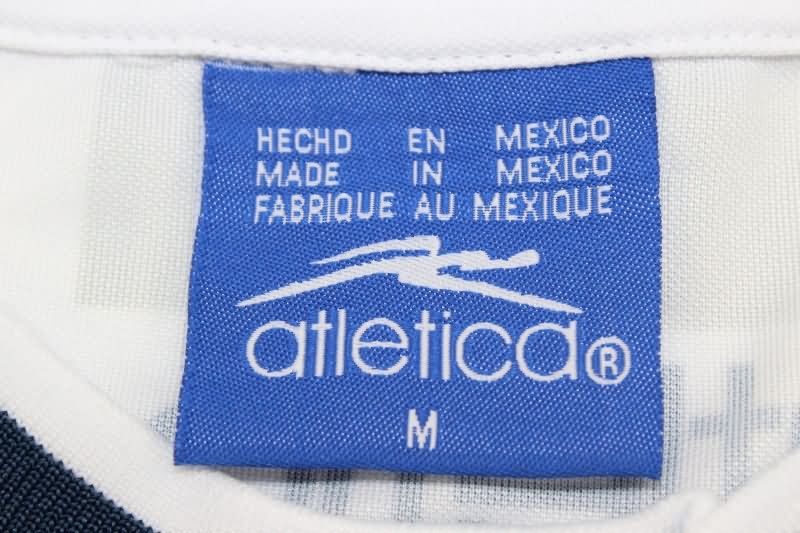 HECHD EN MEXICO
MADE IN MEXICO
FABRIQUE AU MEXIQUE
atletica®
M